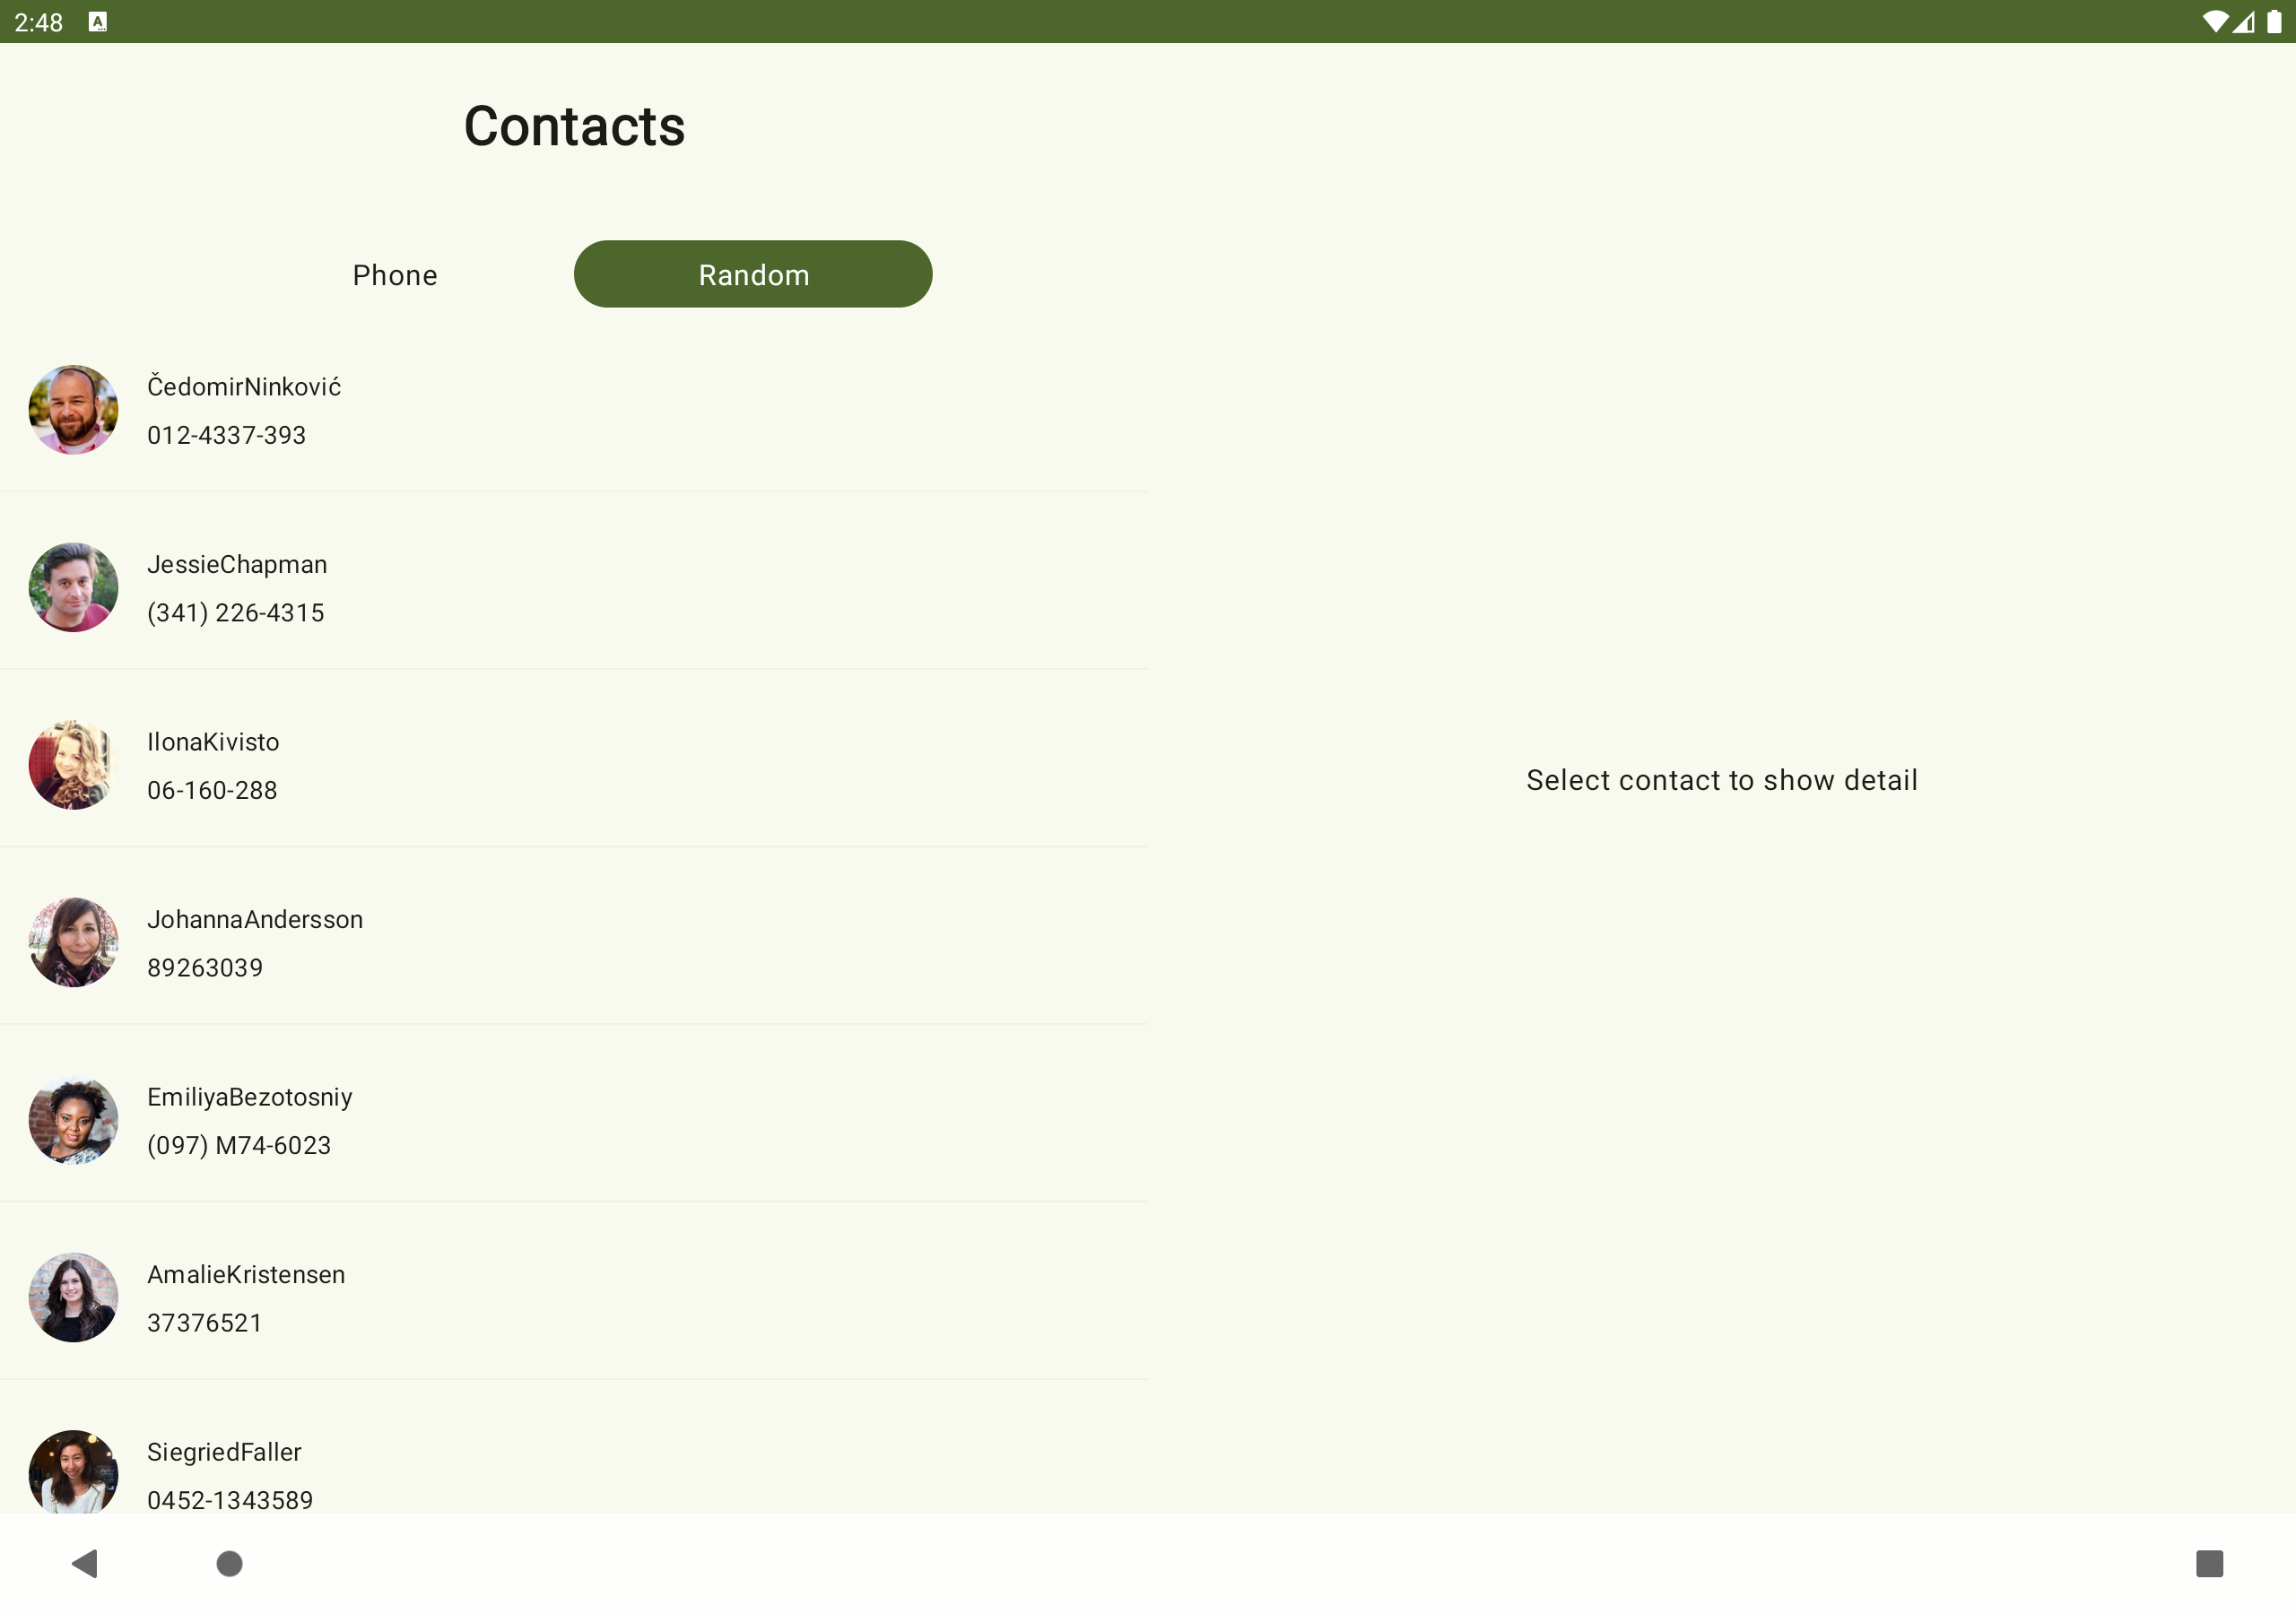 2:48
A
Contacts
Phone
Random
ČedomirNinković
012-4337-393
JessieChapman
(341) 226-4315
IlonaKivisto
06-160-288
JohannaAndersson
89263039
EmiliyaBezotosniy
(097) M74-6023
AmalieKristensen
37376521
SiegriedFaller
0452-1343589
Select contact to show detail